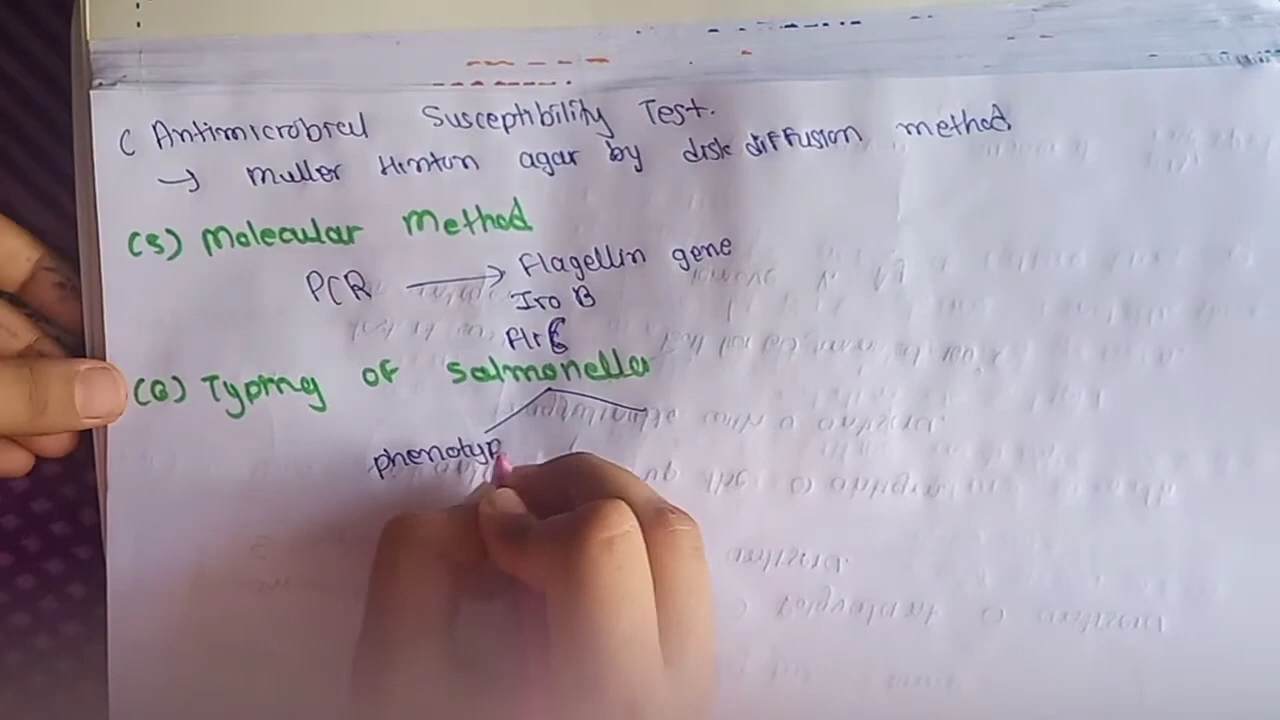 C Antimicrobial Susceptibility Test.
→ Muller Hinton agar by disk diffusion method
(5) Molecular Method
PCR → Flagellin gene
Iro B
FliC
(6) Typing of Salmonella
phenotyp